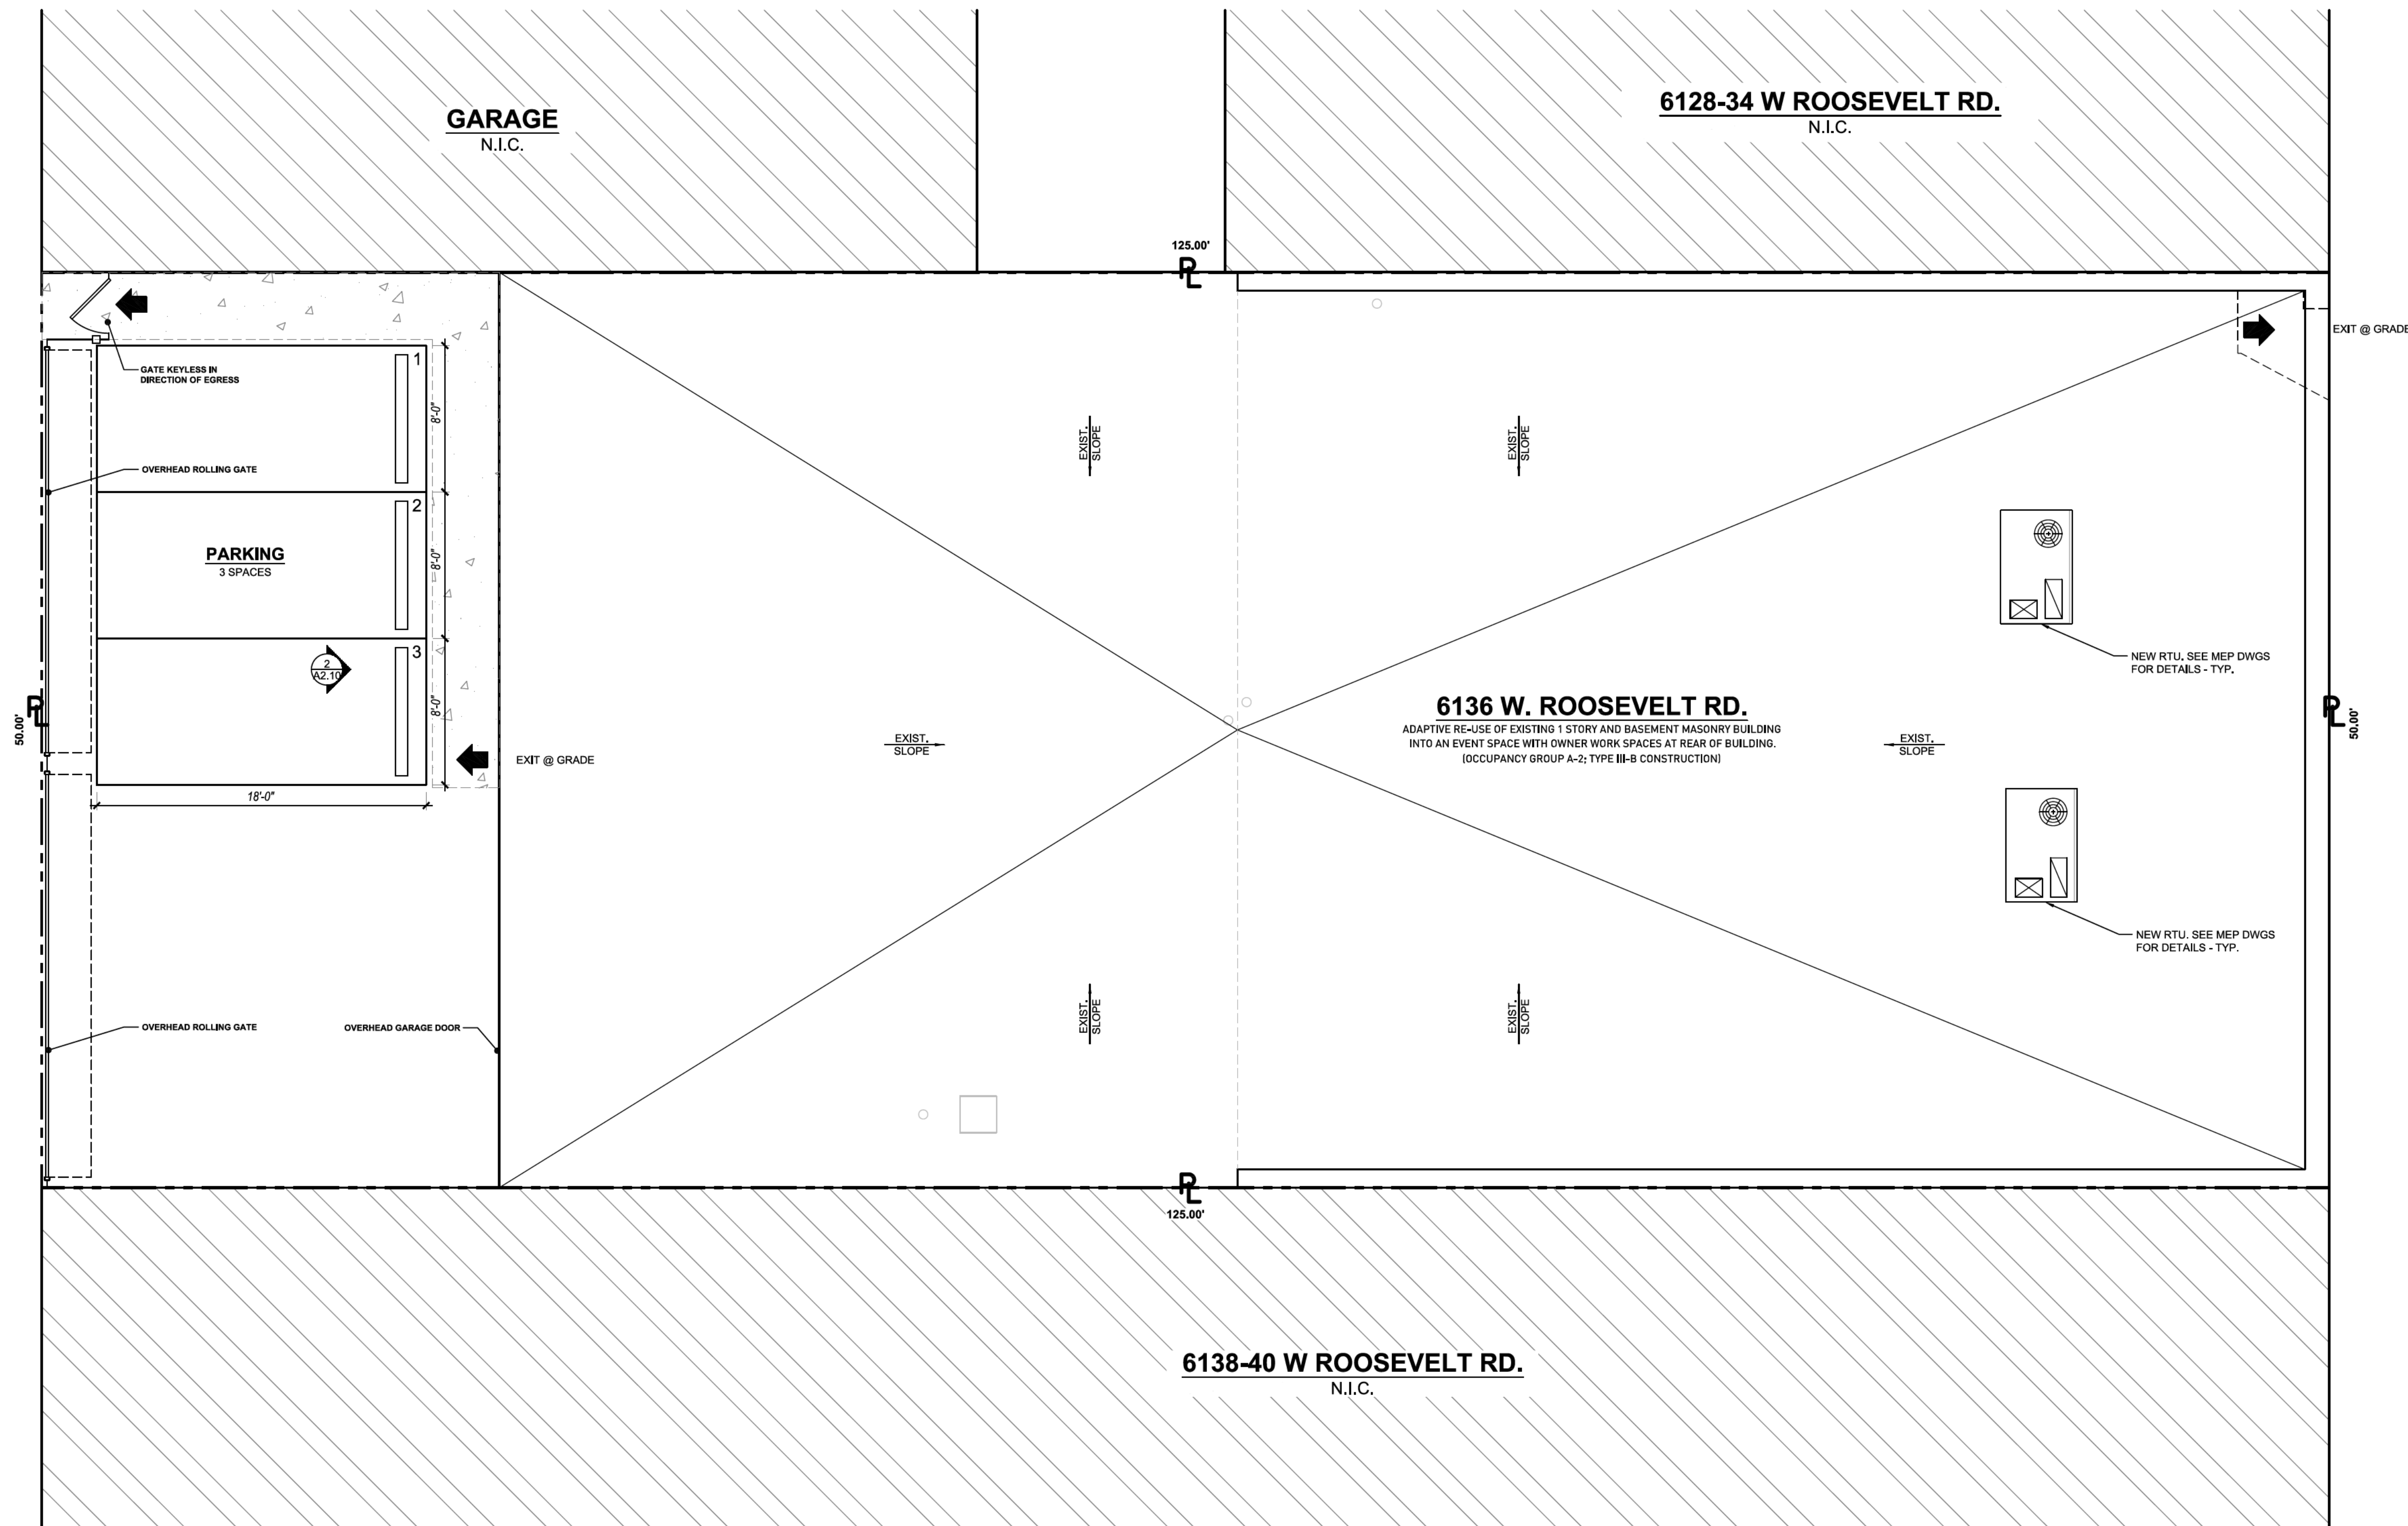 GARAGE
N.I.C.
6128-34 W ROOSEVELT RD.
N.I.C.
125.00'
PL
EXIT @ GRADE
GATE KEYLESS IN
DIRECTION OF EGRESS
1
8'-0"
OVERHEAD ROLLING GATE
EXIST.
SLOPE
EXIST.
SLOPE
2
8'-0"
PARKING
3 SPACES
3
2
A2.10
8'-0"
NEW RTU. SEE MEP DWGS
FOR DETAILS - TYP.
PL
50.00'
6136 W. ROOSEVELT RD.
ADAPTIVE RE-USE OF EXISTING 1 STORY AND BASEMENT MASONRY BUILDING
INTO AN EVENT SPACE WITH OWNER WORK SPACES AT REAR OF BUILDING.
(OCCUPANCY GROUP A-2; TYPE III-B CONSTRUCTION)
PL
50.00'
EXIST.
SLOPE
EXIST.
SLOPE
EXIT @ GRADE
18'-0"
NEW RTU. SEE MEP DWGS
FOR DETAILS - TYP.
EXIST.
SLOPE
EXIST.
SLOPE
OVERHEAD ROLLING GATE
OVERHEAD GARAGE DOOR
PL
125.00'
6138-40 W ROOSEVELT RD.
N.I.C.